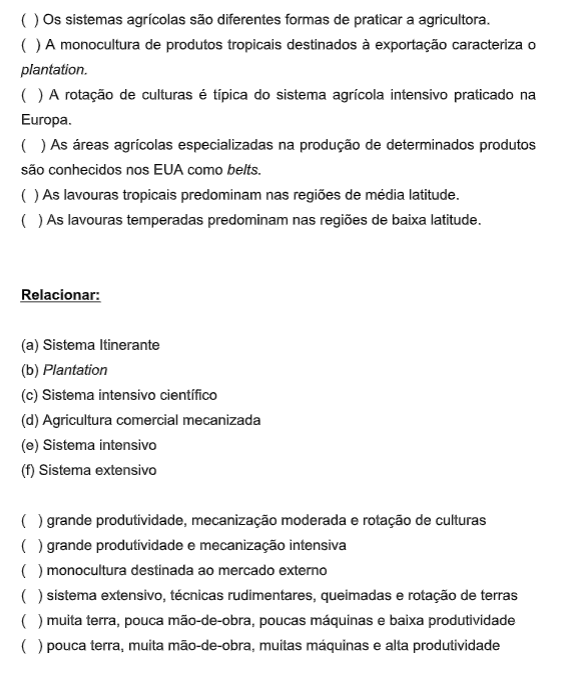 ( ) Os sistemas agrícolas são diferentes formas de praticar a agricultora.
( ) A monocultura de produtos tropicais destinados à exportação caracteriza o
plantation.
( ) A rotação de culturas é típica do sistema agrícola intensivo praticado na
Europa.
( ) As áreas agrícolas especializadas na produção de determinados produtos
são conhecidos nos EUA como belts.
( ) As lavouras tropicais predominam nas regiões de média latitude.
( ) As lavouras temperadas predominam nas regiões de baixa latitude.
Relacionar:
(a) Sistema Itinerante
(b) Plantation
(c) Sistema intensivo científico
(d) Agricultura comercial mecanizada
(e) Sistema intensivo
(f) Sistema extensivo
( ) grande produtividade, mecanização moderada e rotação de culturas
( ) grande produtividade e mecanização intensiva
( ) monocultura destinada ao mercado externo
( ) sistema extensivo, técnicas rudimentares, queimadas e rotação de terras
( ) muita terra, pouca mão-de-obra, poucas máquinas e baixa produtividade
( ) pouca terra, muita mão-de-obra, muitas máquinas e alta produtividade